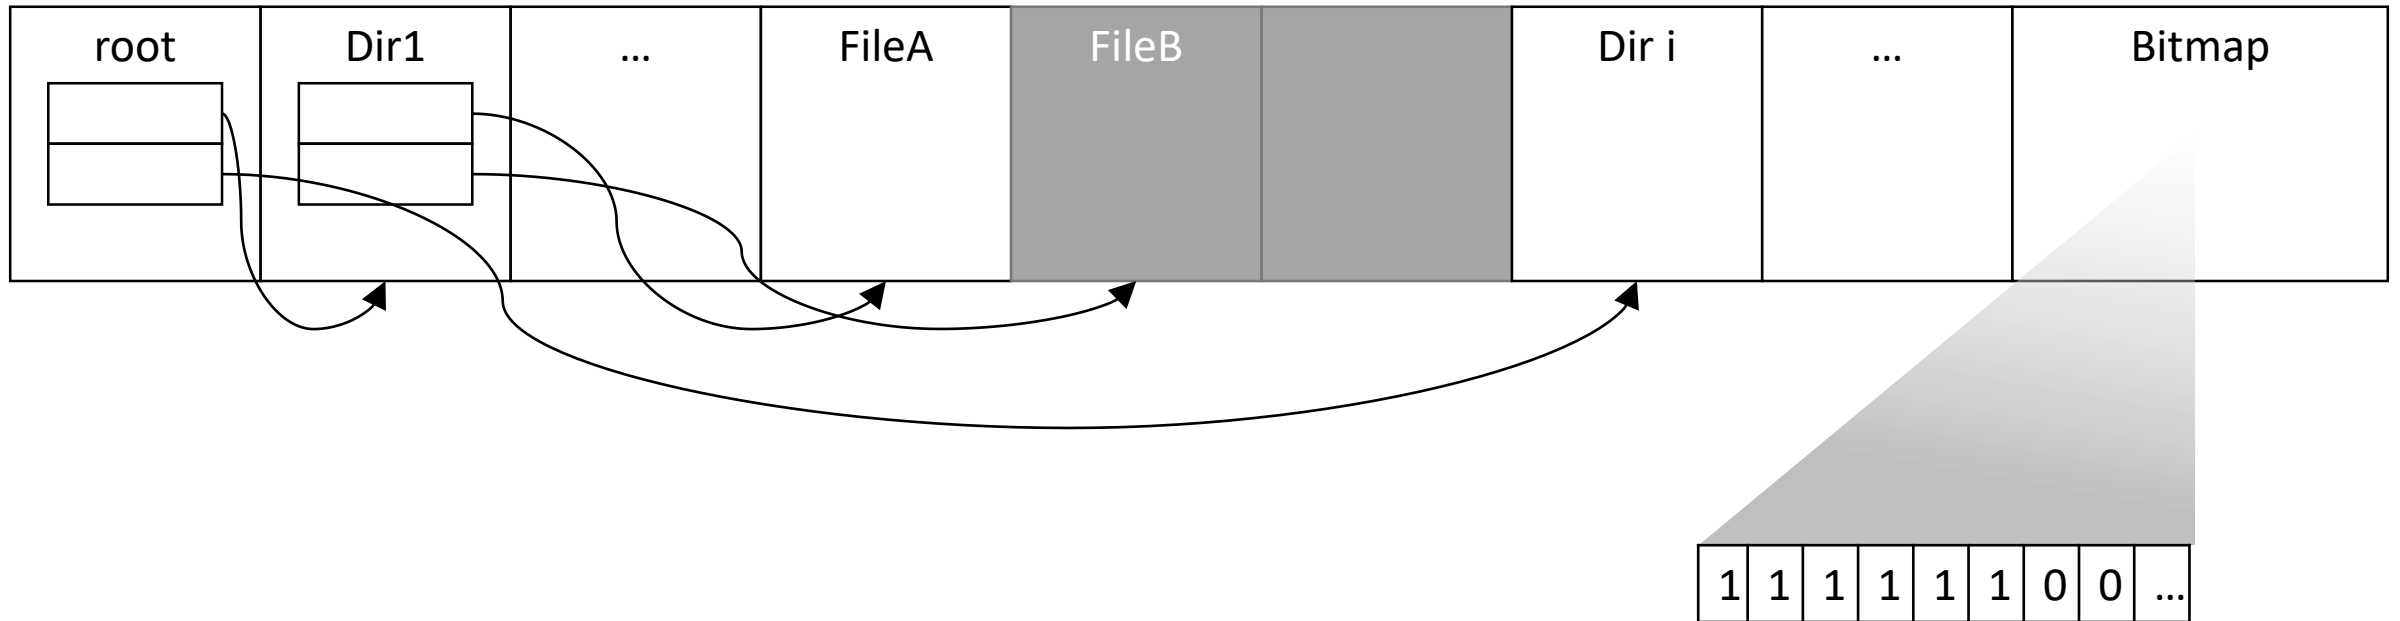 root Dir1 ... FileA FileB Dir i ... Bitmap
1 1 1 1 1 1 0 0 ...